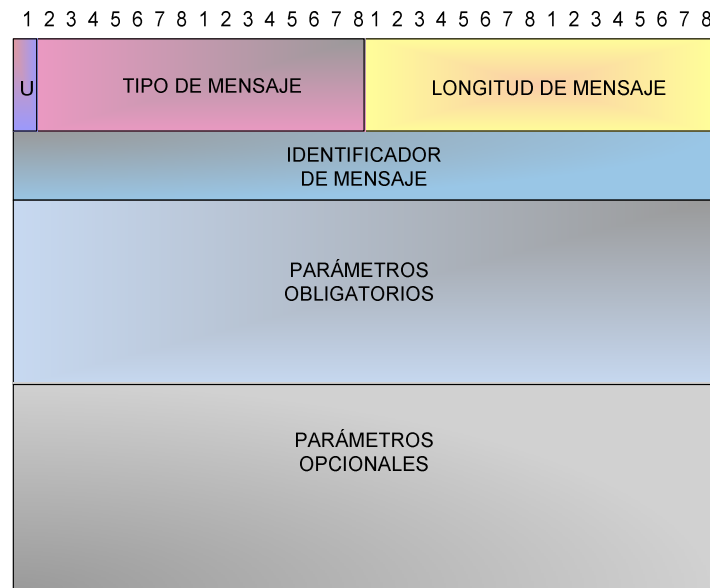 1 2 3 4 5 6 7 8 1 2 3 4 5 6 7 8 1 2 3 4 5 6 7 8 1 2 3 4 5 6 7 8
U TIPO DE MENSAJE LONGITUD DE MENSAJE
IDENTIFICADOR
DE MENSAJE
PARÁMETROS
OBLIGATORIOS
PARÁMETROS
OPCIONALES